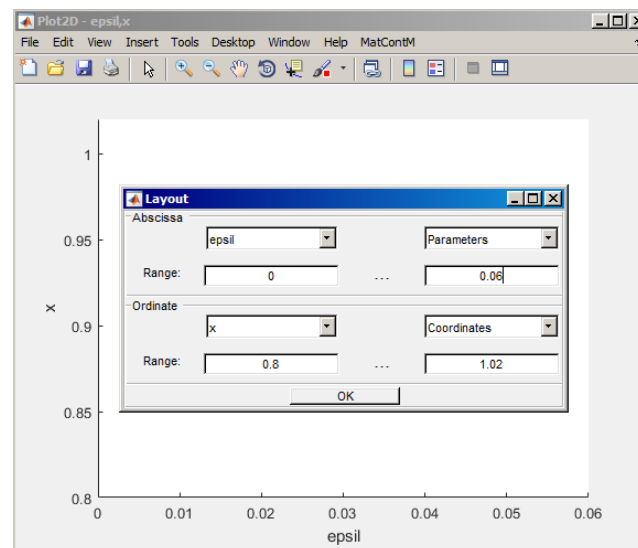 Plot2D - epsil,x
File Edit View Insert Tools Desktop Window Help MatContM
1
0.95
0.9
0.85
0.8
x
Layout
Abscissa
epsil Parameters
Range: 0 ... 0.06
Ordinate
x Coordinates
Range: 0.8 ... 1.02
OK
0 0.01 0.02 0.03 0.04 0.05 0.06
epsil